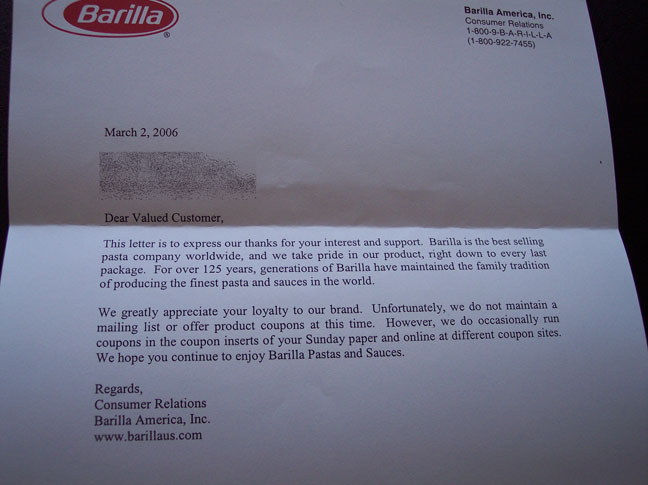 Barilla
®
Barilla America, Inc.
Consumer Relations
1-800-9-B-A-R-I-L-L-A
(1-800-922-7455)
March 2, 2006
Dear Valued Customer,
This letter is to express our thanks for your interest and support. Barilla is the best selling
pasta company worldwide, and we take pride in our product, right down to every last
package. For over 125 years, generations of Barilla have maintained the family tradition
of producing the finest pasta and sauces in the world.
We greatly appreciate your loyalty to our brand. Unfortunately, we do not maintain a
mailing list or offer product coupons at this time. However, we do occasionally run
coupons in the coupon inserts of your Sunday paper and online at different coupon sites.
We hope you continue to enjoy Barilla Pastas and Sauces.
Regards,
Consumer Relations
Barilla America, Inc.
www.barillaus.com